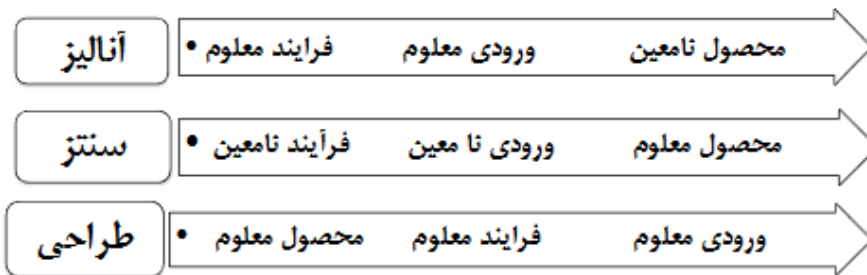 آنالیز • فرایند معلوم ورودی معلوم محصول نامعین
سنتز • فرآیند نامعین ورودی نا معین محصول معلوم
طراحی • محصول معلوم فرایند معلوم ورودی معلوم